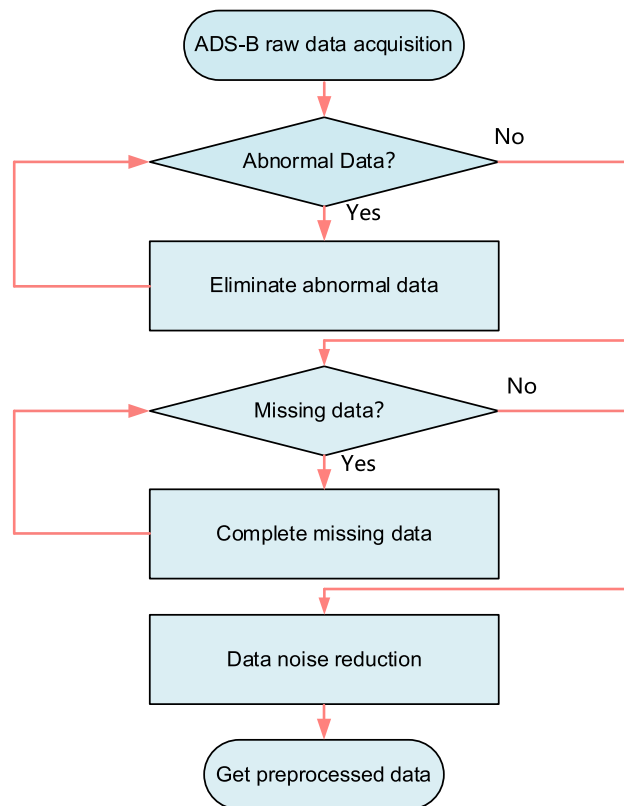 ADS-B raw data acquisition
No
Abnormal Data?
Yes
Eliminate abnormal data
No
Missing data?
Yes
Complete missing data
Data noise reduction
Get preprocessed data